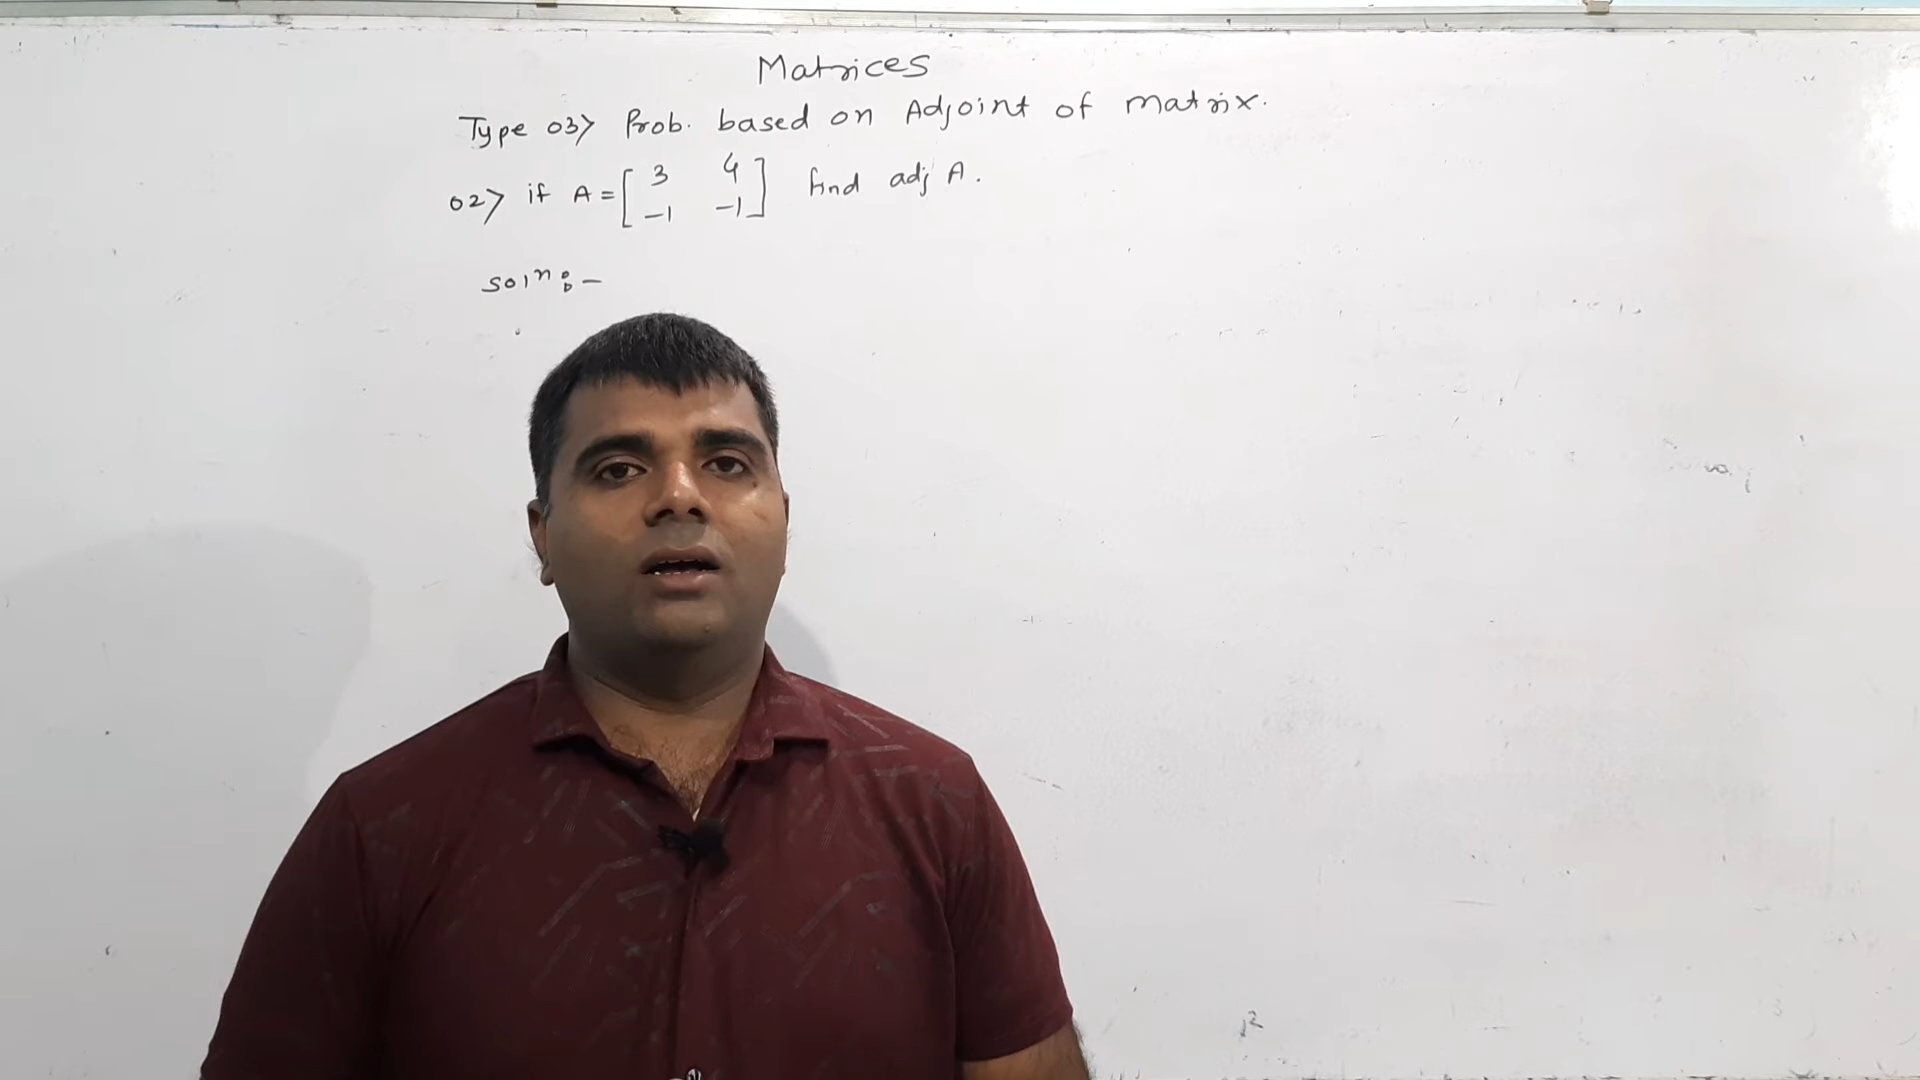 Matrices
Type 03> Prob. based on Adjoint of matrix.
02> if A = [ 3 4
-1 -1 ] find adj A.
Soln :-